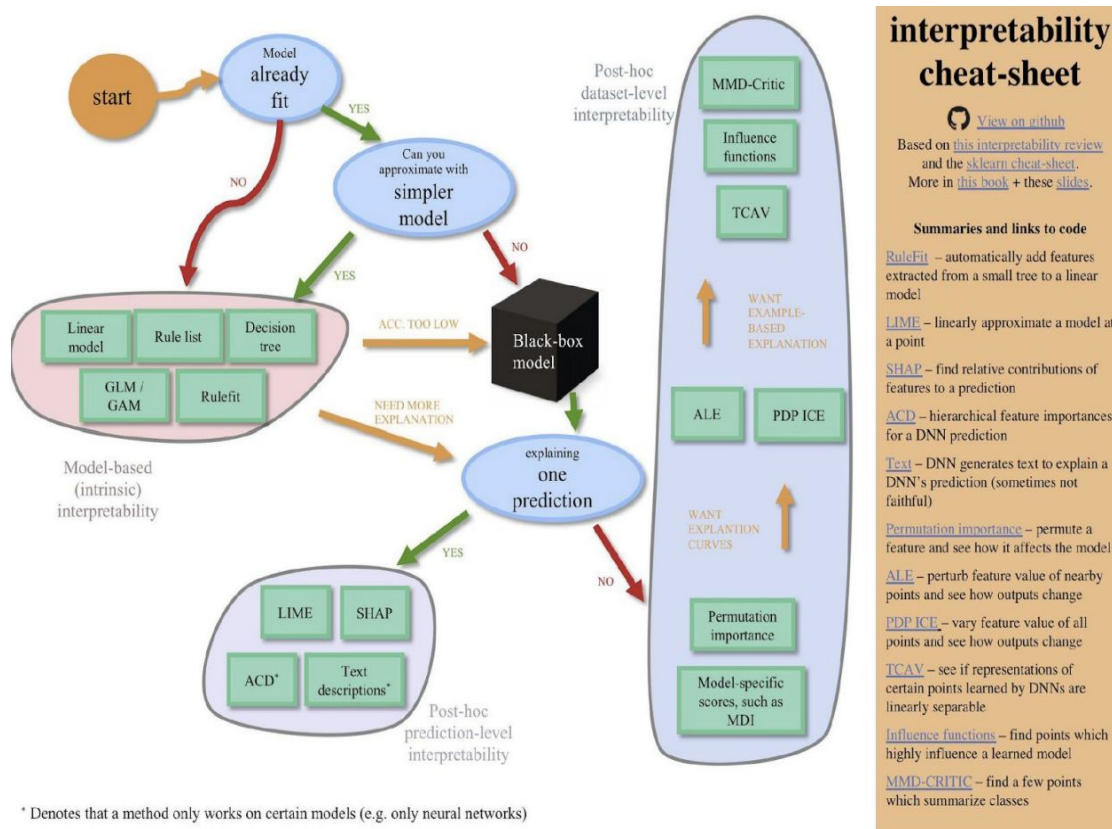 start
Model
already
fit
YES
NO
Can you
approximate with
simpler
model
YES
NO
Linear
model
Rule list
Decision
tree
GLM /
GAM
Rulefit
Model-based
(intrinsic)
interpretability
ACC. TOO LOW
Black-box
model
NEED MORE
EXPLANATION
explaining
one
prediction
YES
NO
LIME
SHAP
ACD*
Text
descriptions*
Post-hoc
prediction-level
interpretability
Post-hoc
dataset-level
interpretability
MMD-Critic
Influence
functions
TCAV
WANT
EXAMPLE-
BASED
EXPLANATION
ALE
PDP ICE
WANT
EXPLANTION
CURVES
Permutation
importance
Model-specific
scores, such as
MDI
* Denotes that a method only works on certain models (e.g. only neural networks)
interpretability
cheat-sheet
View on github
Based on this interpretability review
and the sklearn cheat-sheet.
More in this book + these slides.
Summaries and links to code
RuleFit – automatically add features
extracted from a small tree to a linear
model
LIME – linearly approximate a model at
a point
SHAP – find relative contributions of
features to a prediction
ACD – hierarchical feature importances
for a DNN prediction
Text – DNN generates text to explain a
DNN's prediction (sometimes not
faithful)
Permutation importance – permute a
feature and see how it affects the model
ALE – perturb feature value of nearby
points and see how outputs change
PDP ICE – vary feature value of all
points and see how outputs change
TCAV – see if representations of
certain points learned by DNNs are
linearly separable
Influence functions – find points which
highly influence a learned model
MMD-CRITIC – find a few points
which summarize classes